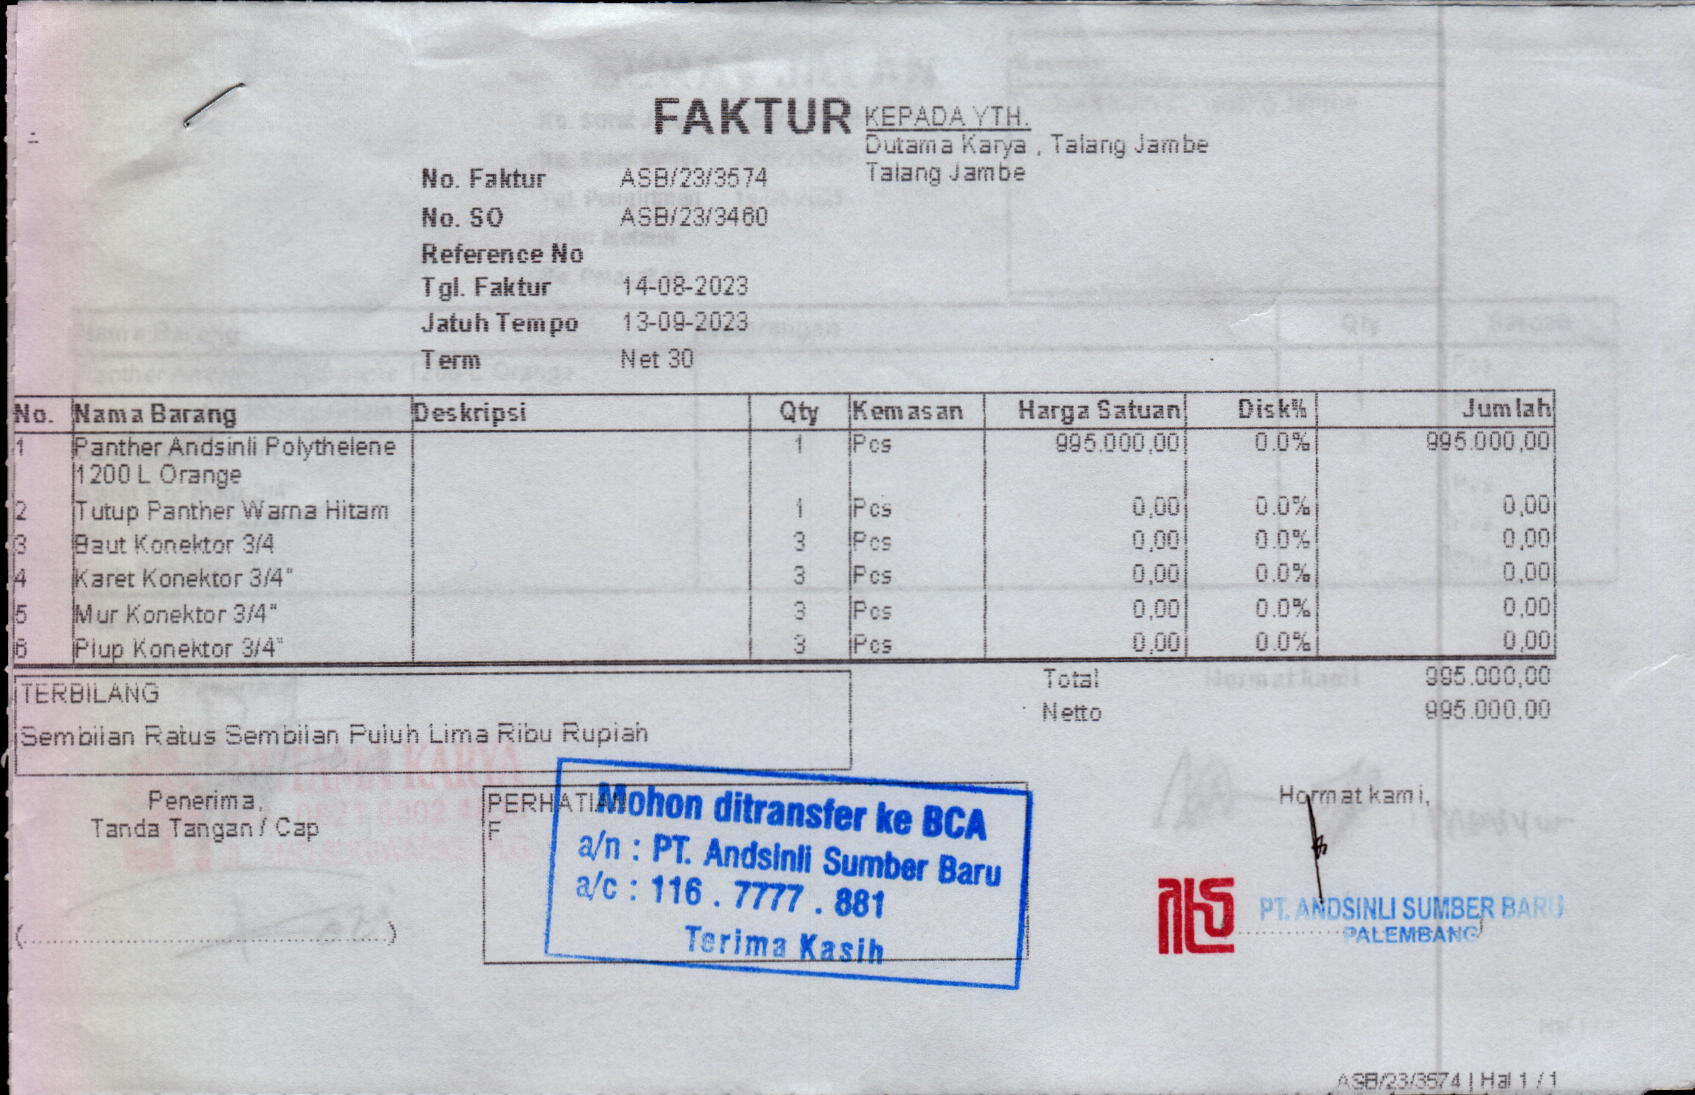 FAKTUR
KEPADA YTH.
Dutama Karya , Talang Jambe
Talang Jambe
No. Faktur ASB/23/3574
No. SO ASB/23/3460
Reference No
Tgl. Faktur 14-08-2023
Jatuh Tempo 13-09-2023
Term Net 30
No. Nama Barang Deskripsi Qty Kemasan Harga Satuan Disk% Jumlah
1 Panther Andsinli Polythelene 1 Pcs 995.000,00 0.0% 995.000,00
1200 L Orange
2 Tutup Panther Warna Hitam 1 Pcs 0,00 0.0% 0,00
3 Baut Konektor 3/4 3 Pcs 0,00 0.0% 0,00
4 Karet Konektor 3/4" 3 Pcs 0,00 0.0% 0,00
5 Mur Konektor 3/4" 3 Pcs 0,00 0.0% 0,00
6 Plup Konektor 3/4" 3 Pcs 0,00 0.0% 0,00
Total 995.000,00
Netto 995.000,00
TERBILANG
Sembilan Ratus Sembilan Puluh Lima Ribu Rupiah
Penerima,
Tanda Tangan / Cap
(........................................)
F
Mohon ditransfer ke BCA
a/n : PT. Andsinli Sumber Baru
a/c : 116 . 7777 . 881
Terima Kasih
Hormat kami,
PT. ANDSINLI SUMBER BARU
PALEMBANG
ASB/23/3574 | Hal 1 / 1